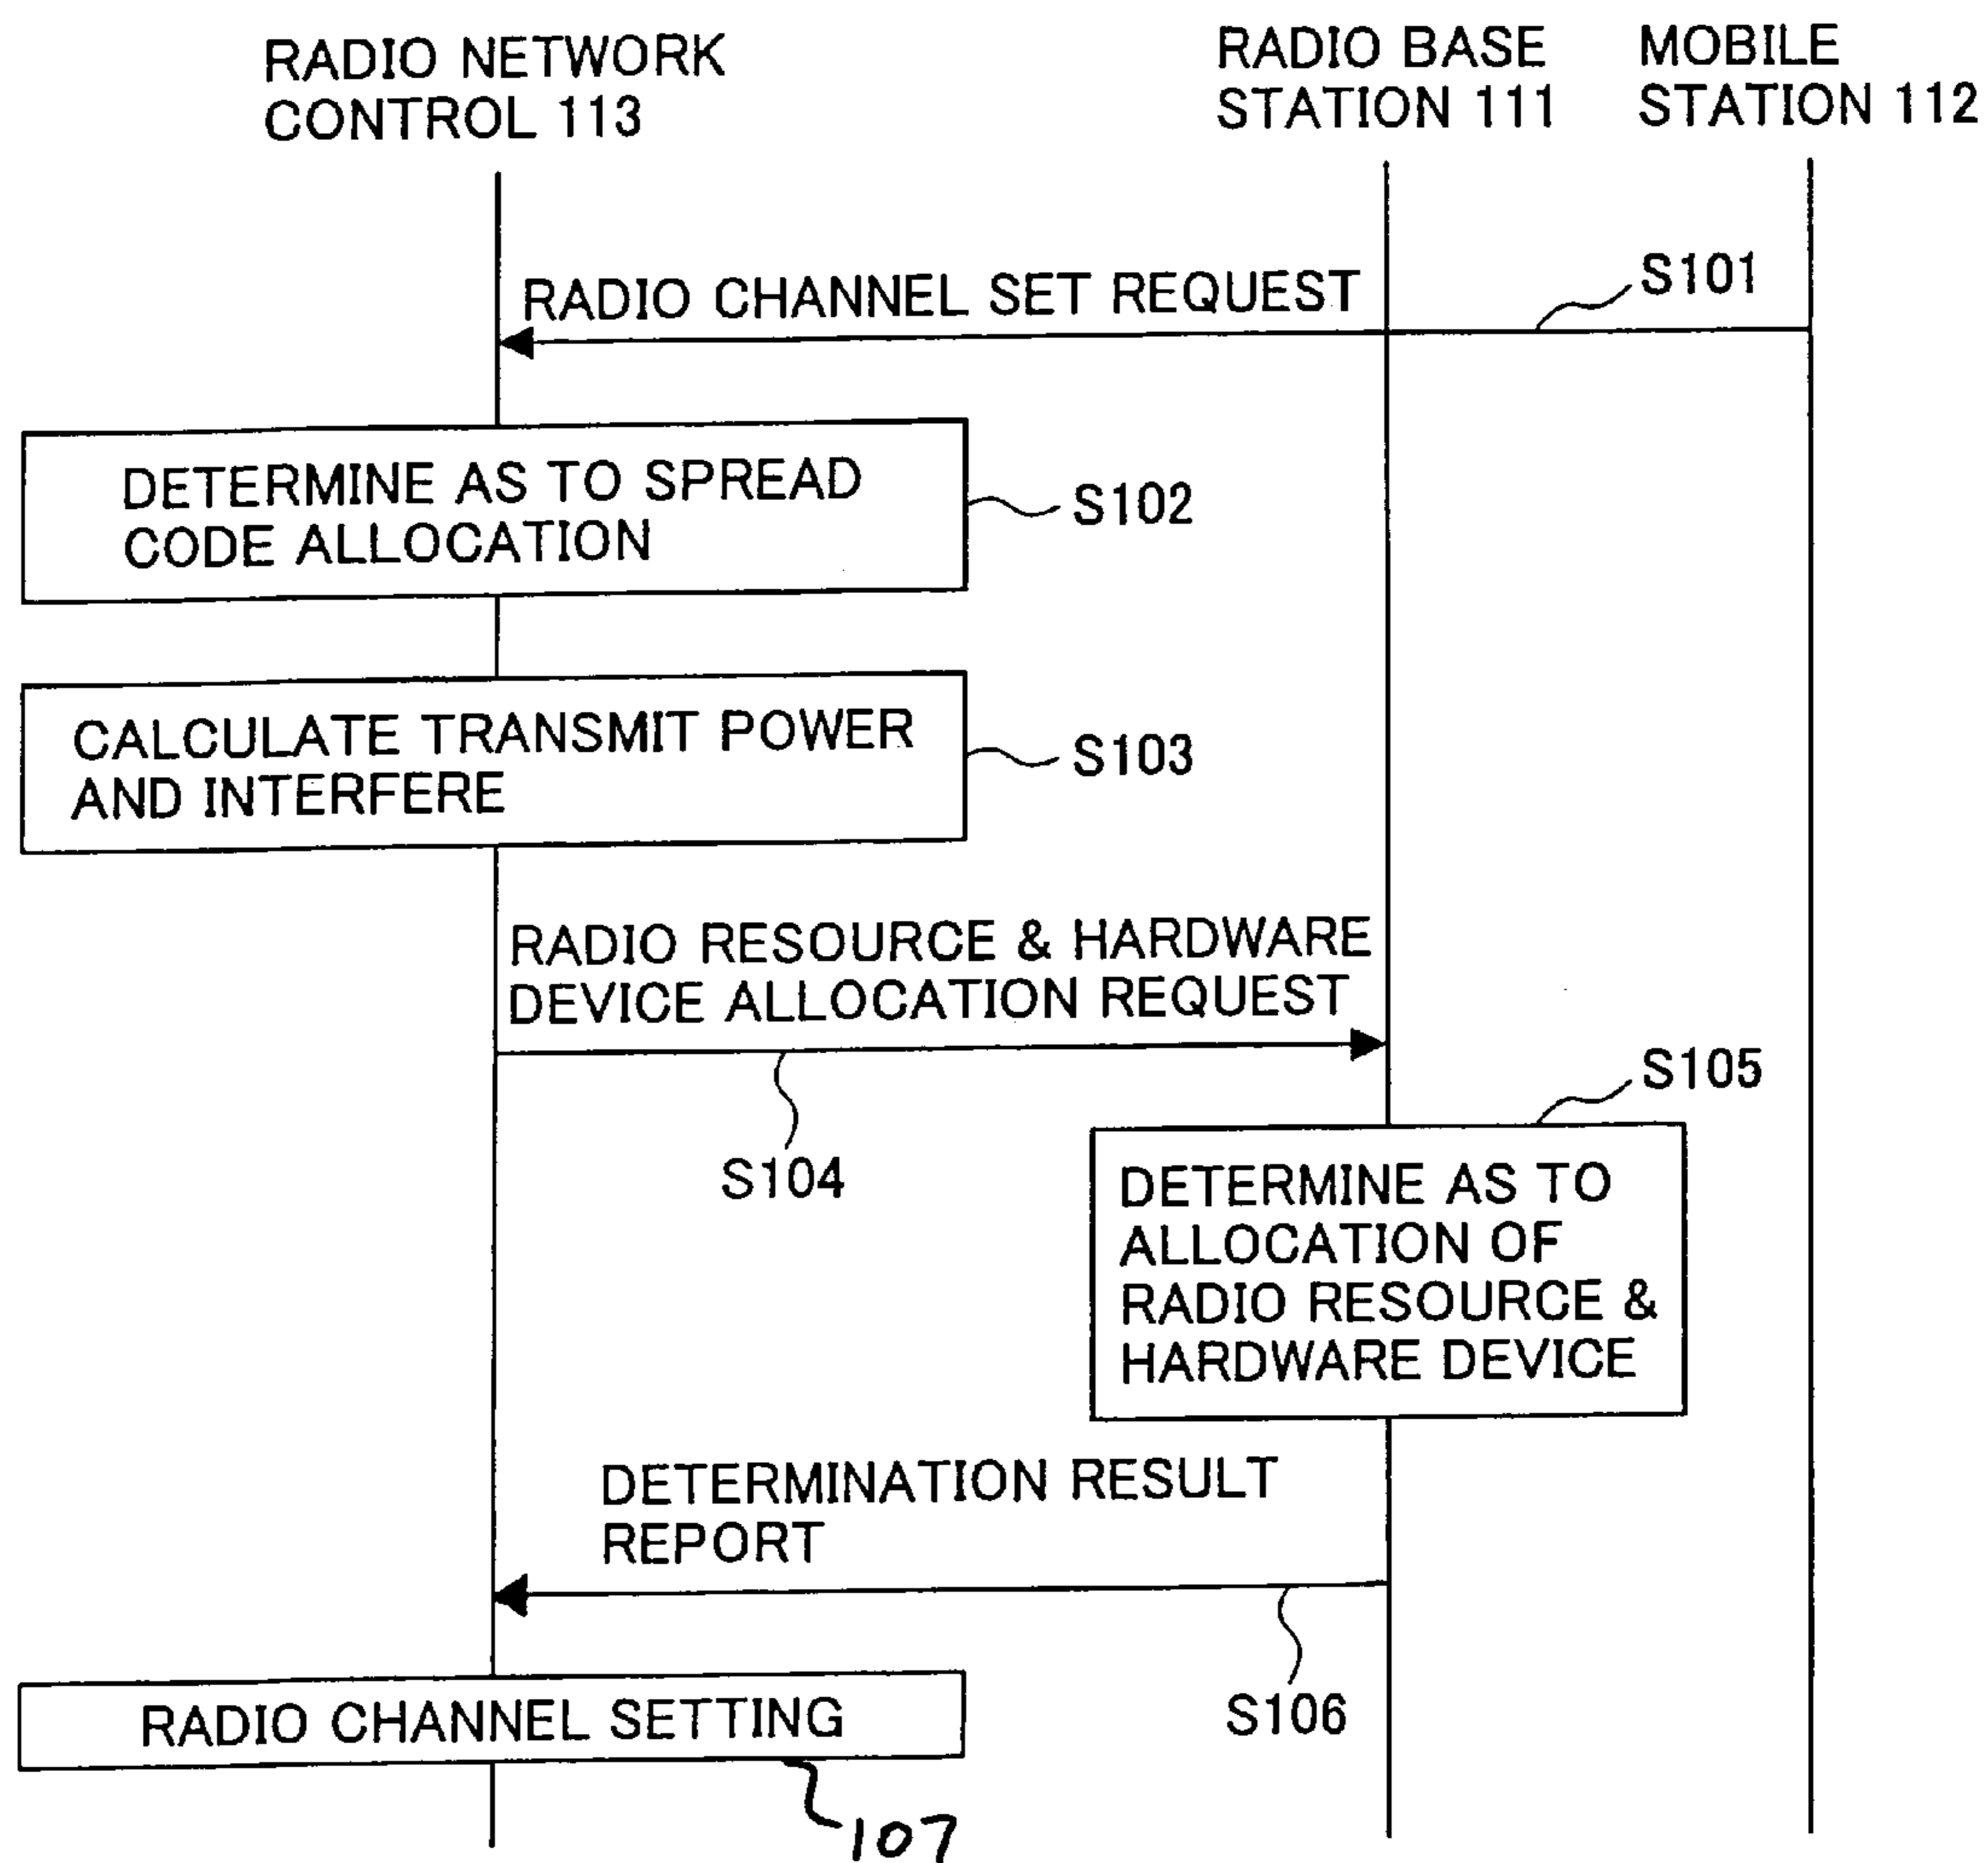 RADIO NETWORK
CONTROL 113
RADIO BASE
STATION 111
MOBILE
STATION 112
RADIO CHANNEL SET REQUEST
S101
DETERMINE AS TO SPREAD
CODE ALLOCATION
S102
CALCULATE TRANSMIT POWER
AND INTERFERE
S103
RADIO RESOURCE & HARDWARE
DEVICE ALLOCATION REQUEST
S104
S105
DETERMINE AS TO
ALLOCATION OF
RADIO RESOURCE &
HARDWARE DEVICE
DETERMINATION RESULT
REPORT
S106
RADIO CHANNEL SETTING
107